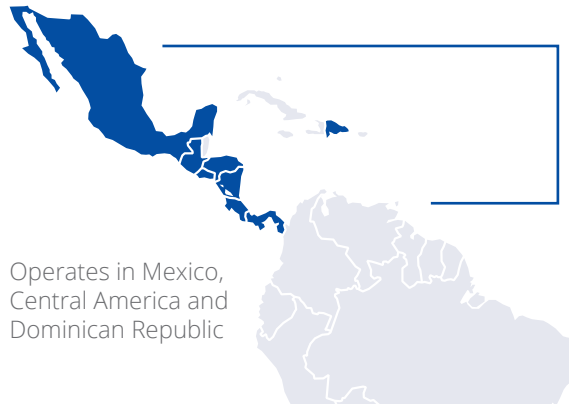 Operates in Mexico,
Central America and
Dominican Republic